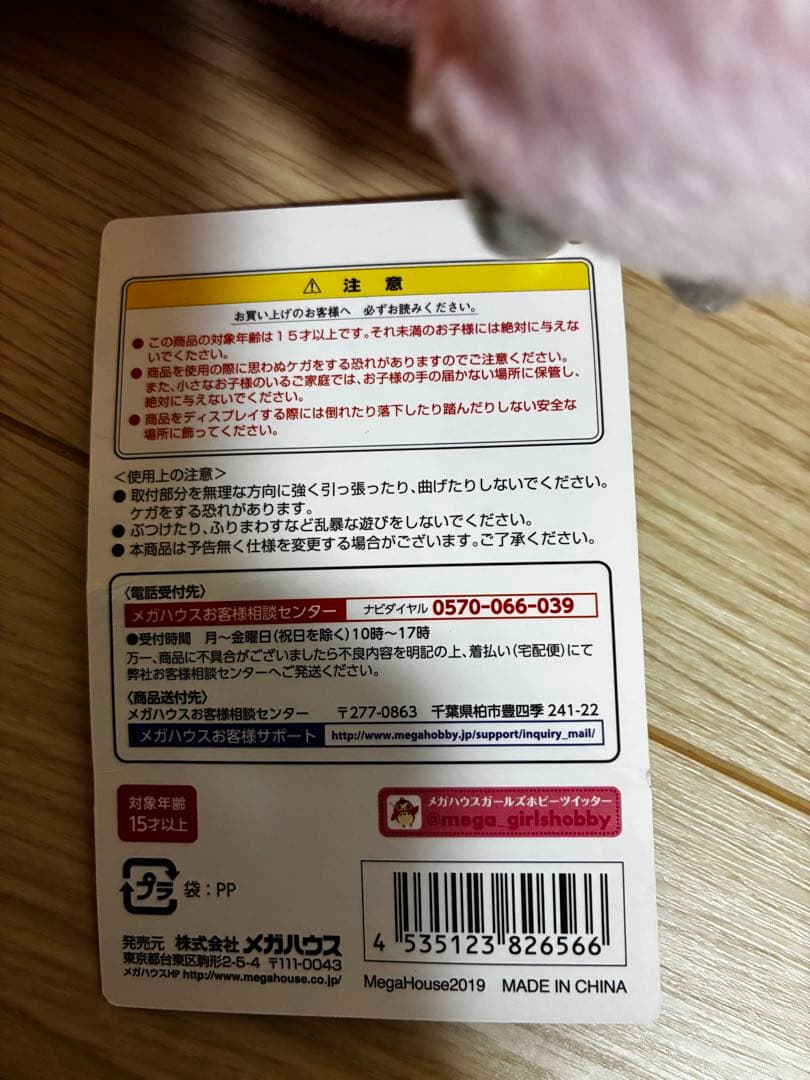 ⚠ 注意
お買い上げのお客様へ 必ずお読みください。
● この商品の対象年齢は15才以上です。それ未満のお子様には絶対に与えな
いでください。
● 商品を使用の際に思わぬケガをする恐れがありますのでご注意ください。
また、小さなお子様のいるご家庭では、お子様の手の届かない場所に保管し、
絶対に与えないでください。
● 商品をディスプレイする際には倒れたり落下したり踏んだりしない安全な
場所に飾ってください。
＜使用上の注意＞
● 取付部分を無理な方向に強く引っ張ったり、曲げたりしないでください。
ケガをする恐れがあります。
● ぶつけたり、ふりまわすなど乱暴な遊びをしないでください。
● 本商品は予告無く仕様を変更する場合がございます。ご了承ください。
〈電話受付先〉
メガハウスお客様相談センター ナビダイヤル 0570-066-039
●受付時間 月～金曜日(祝日を除く)10時～17時
万一、商品に不具合がございましたら不良内容を明記の上、着払い(宅配便)にて
弊社お客様相談センターへご発送ください。
〈商品送付先〉
メガハウスお客様相談センター 〒277-0863 千葉県柏市豊四季 241-22
メガハウスお客様サポート http://www.megahobby.jp/support/inquiry_mail/
対象年齢
15才以上
メガハウスガールズホビーツイッター
@mega_girlshobby
プラ 袋：PP
発売元 株式会社 メガハウス
東京都台東区駒形2-5-4 〒111-0043
メガハウスHP http://www.megahouse.co.jp/
4 535123 826566
MegaHouse2019 MADE IN CHINA